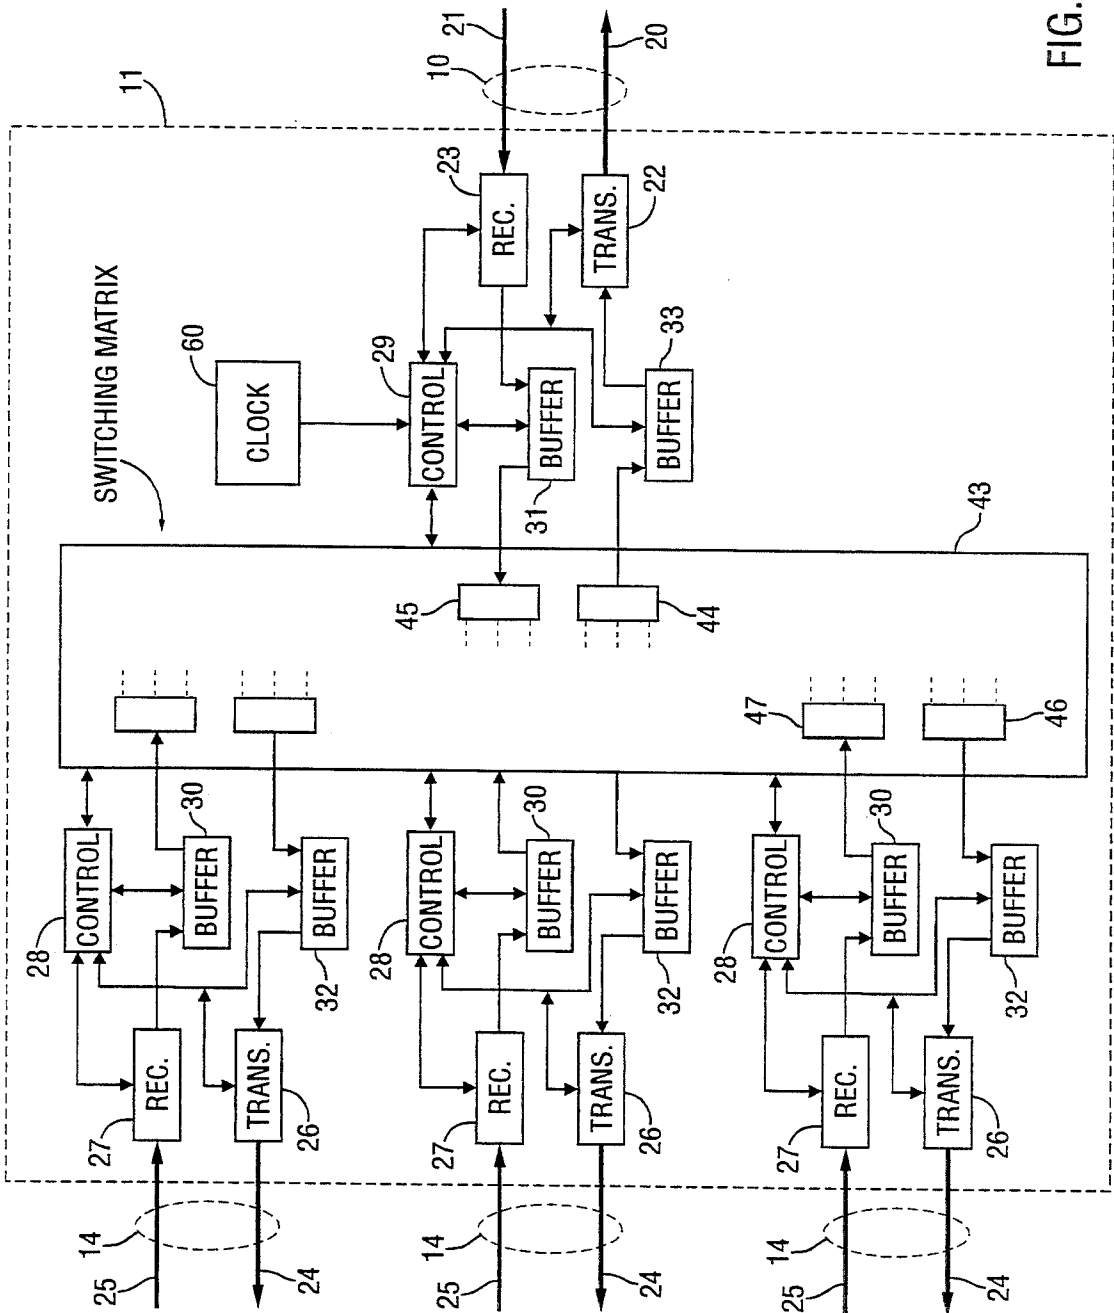 28
CONTROL
14
25
27
SWITCHING MATRIX
11
REC.
30
60
BUFFER
CLOCK
TRANS.
24
26
32
BUFFER
28
29
CONTROL
CONTROL
14
45
10
21
25
27
23
REC.
REC.
30
31
BUFFER
BUFFER
TRANS.
TRANS.
24
26
22
20
32
BUFFER
BUFFER
33
44
28
CONTROL
47
14
25
27
REC.
30
BUFFER
43
TRANS.
24
26
32
BUFFER
46
FIG.